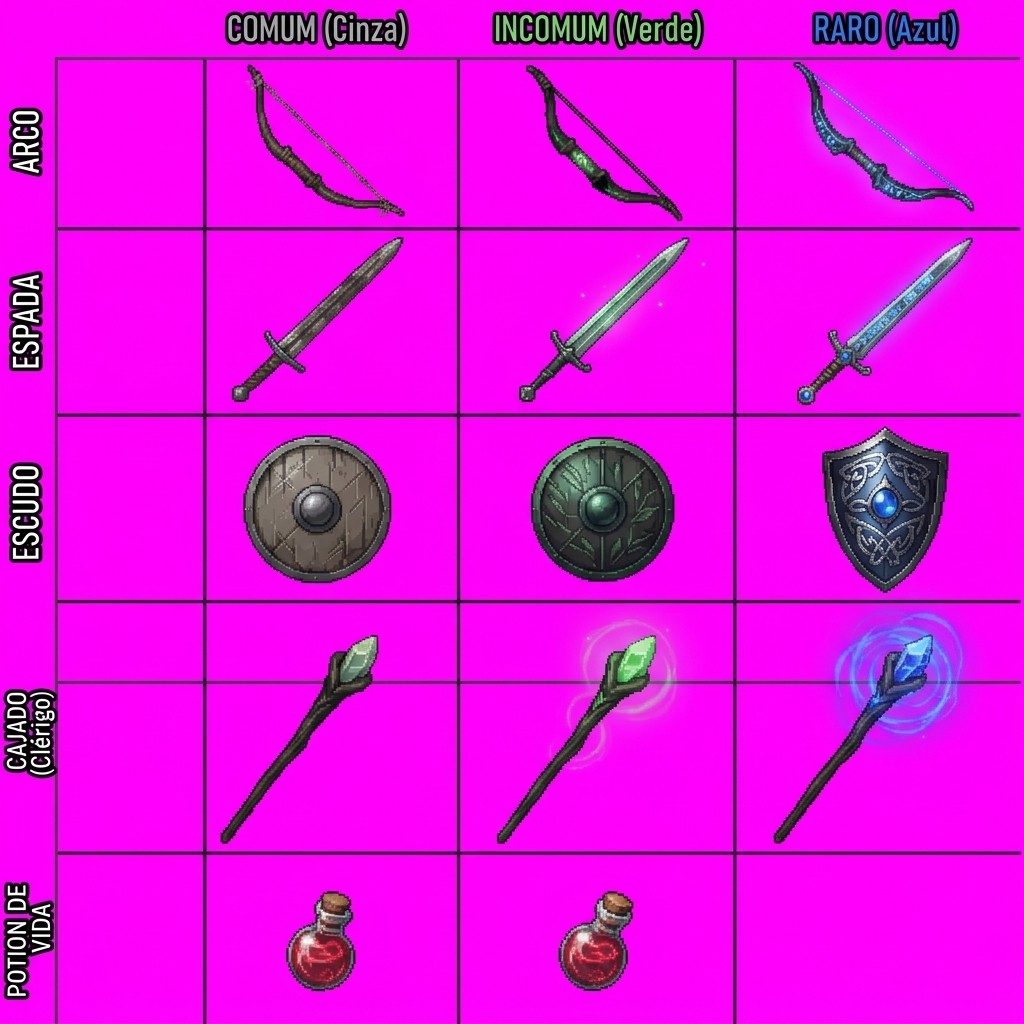 COMUM (Cinza)
INCOMUM (Verde)
RARO (Azul)
ARCO
ESPADA
ESCUDO
CAJADO
(Clérigo)
POTION DE
VIDA